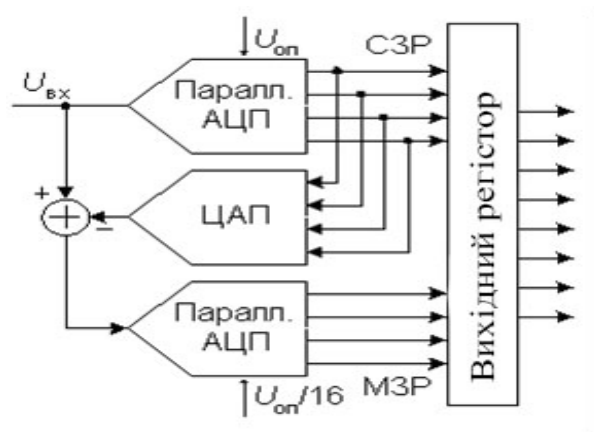 Uоп
СЗР
Uвх
Паралл.
АЦП
+
−
ЦАП
Паралл.
АЦП
МЗР
Uоп/16
Вихідний регістор